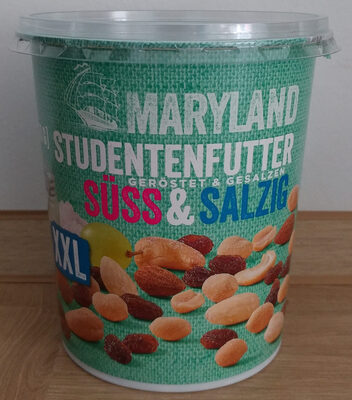 MARYLAND
STUDENTENFUTTER
GERÖSTET & GESALZEN
SÜSS & SALZIG
XXL